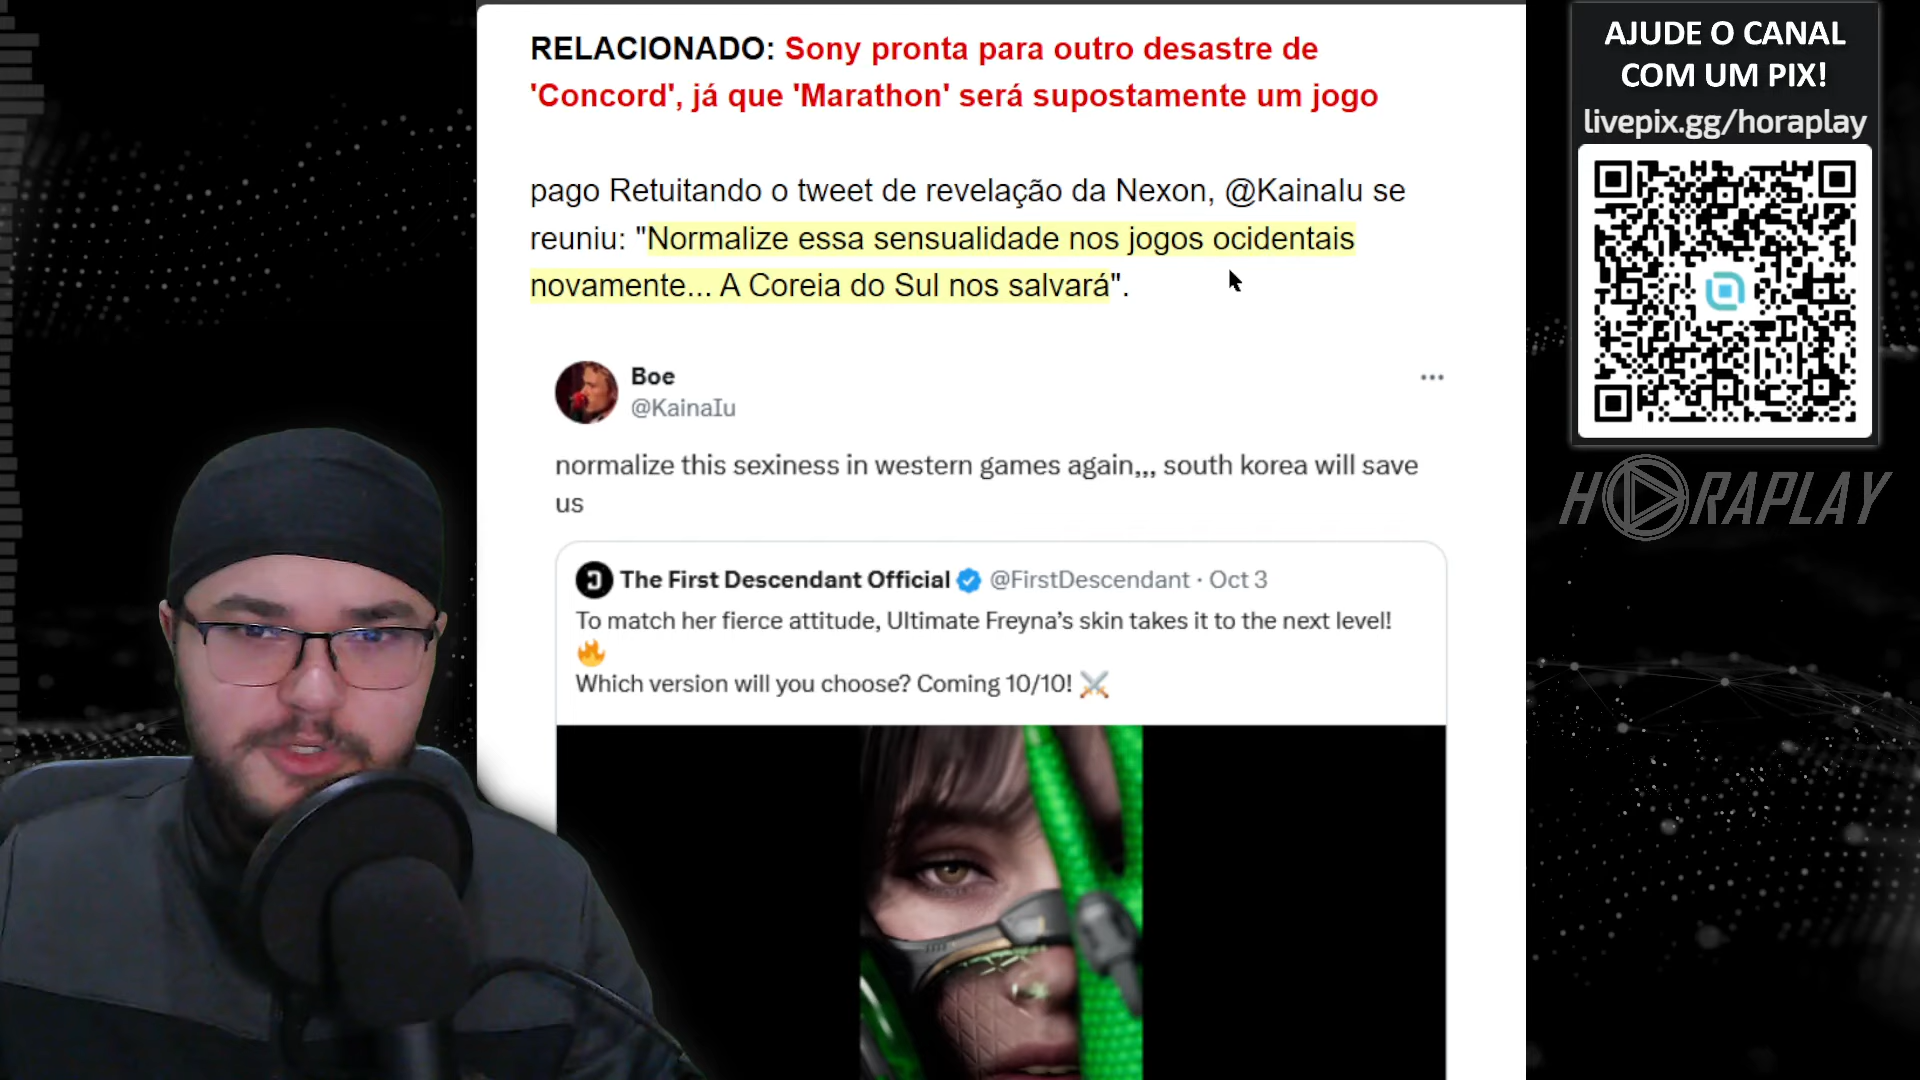 RELACIONADO: Sony pronta para outro desastre de
'Concord', já que 'Marathon' será supostamente um jogo
pago Retuitando o tweet de revelação da Nexon, @KainaIu se
reuniu: "Normalize essa sensualidade nos jogos ocidentais
novamente... A Coreia do Sul nos salvará".
Boe
@KainaIu
normalize this sexiness in western games again,,, south korea will save
us
The First Descendant Official @FirstDescendant · Oct 3
To match her fierce attitude, Ultimate Freyna's skin takes it to the next level!
🔥
Which version will you choose? Coming 10/10! ⚔️
AJUDE O CANAL
COM UM PIX!
livepix.gg/horaplay
HORAPLAY